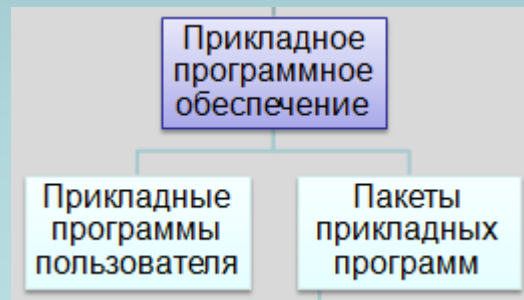 Прикладное
программное
обеспечение
Прикладные
программы
пользователя
Пакеты
прикладных
программ